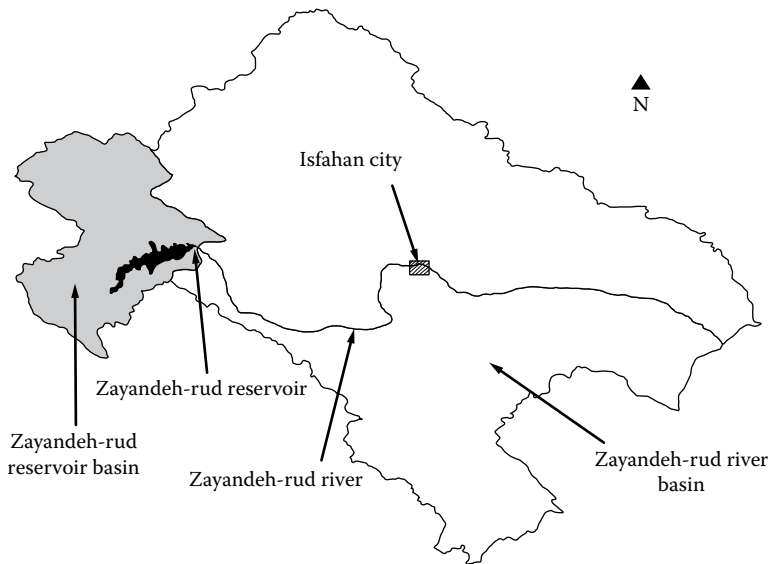 N
Isfahan city
Zayandeh-rud reservoir
Zayandeh-rud
reservoir basin
Zayandeh-rud river
Zayandeh-rud river
basin